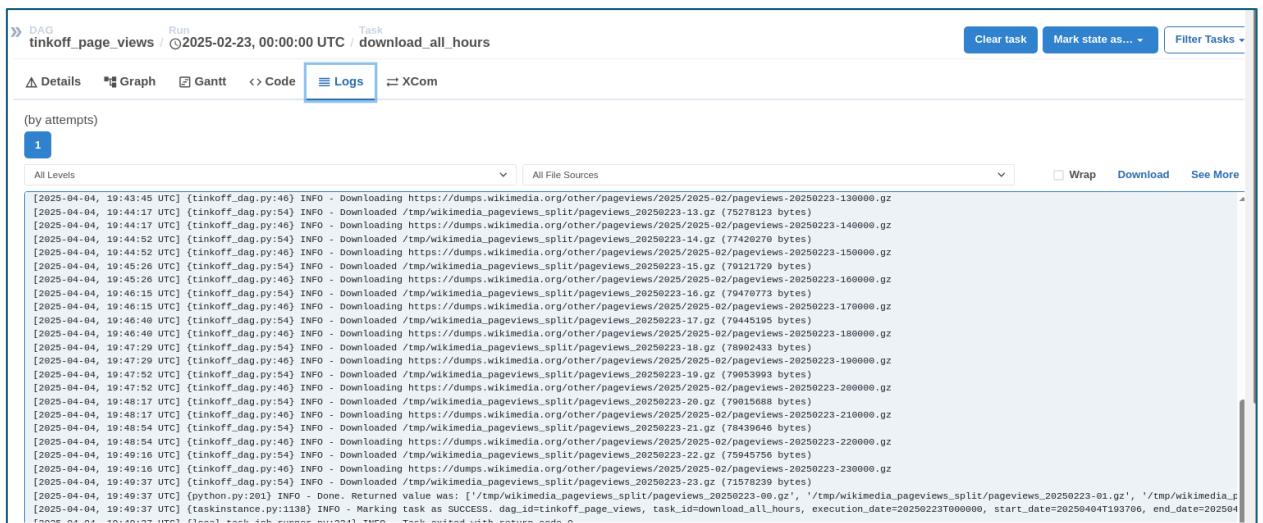 DAG Run Task
tinkoff_page_views / 2025-02-23, 00:00:00 UTC / download_all_hours
Clear task Mark state as… Filter Tasks
Details Graph Gantt Code Logs XCom
(by attempts)
1
All Levels All File Sources Wrap Download See More
[2025-04-04, 19:43:45 UTC] {tinkoff_dag.py:46} INFO - Downloading https://dumps.wikimedia.org/other/pageviews/2025/2025-02/pageviews-20250223-130000.gz
[2025-04-04, 19:44:17 UTC] {tinkoff_dag.py:54} INFO - Downloaded /tmp/wikimedia_pageviews_split/pageviews_20250223-13.gz (75278123 bytes)
[2025-04-04, 19:44:17 UTC] {tinkoff_dag.py:46} INFO - Downloading https://dumps.wikimedia.org/other/pageviews/2025/2025-02/pageviews-20250223-140000.gz
[2025-04-04, 19:44:52 UTC] {tinkoff_dag.py:54} INFO - Downloaded /tmp/wikimedia_pageviews_split/pageviews_20250223-14.gz (77420270 bytes)
[2025-04-04, 19:44:52 UTC] {tinkoff_dag.py:46} INFO - Downloading https://dumps.wikimedia.org/other/pageviews/2025/2025-02/pageviews-20250223-150000.gz
[2025-04-04, 19:45:26 UTC] {tinkoff_dag.py:54} INFO - Downloaded /tmp/wikimedia_pageviews_split/pageviews_20250223-15.gz (79121729 bytes)
[2025-04-04, 19:45:26 UTC] {tinkoff_dag.py:46} INFO - Downloading https://dumps.wikimedia.org/other/pageviews/2025/2025-02/pageviews-20250223-160000.gz
[2025-04-04, 19:46:15 UTC] {tinkoff_dag.py:54} INFO - Downloaded /tmp/wikimedia_pageviews_split/pageviews_20250223-16.gz (79470773 bytes)
[2025-04-04, 19:46:15 UTC] {tinkoff_dag.py:46} INFO - Downloading https://dumps.wikimedia.org/other/pageviews/2025/2025-02/pageviews-20250223-170000.gz
[2025-04-04, 19:46:40 UTC] {tinkoff_dag.py:54} INFO - Downloaded /tmp/wikimedia_pageviews_split/pageviews_20250223-17.gz (79445195 bytes)
[2025-04-04, 19:46:40 UTC] {tinkoff_dag.py:46} INFO - Downloading https://dumps.wikimedia.org/other/pageviews/2025/2025-02/pageviews-20250223-180000.gz
[2025-04-04, 19:47:29 UTC] {tinkoff_dag.py:54} INFO - Downloaded /tmp/wikimedia_pageviews_split/pageviews_20250223-18.gz (78902433 bytes)
[2025-04-04, 19:47:29 UTC] {tinkoff_dag.py:46} INFO - Downloading https://dumps.wikimedia.org/other/pageviews/2025/2025-02/pageviews-20250223-190000.gz
[2025-04-04, 19:47:52 UTC] {tinkoff_dag.py:54} INFO - Downloaded /tmp/wikimedia_pageviews_split/pageviews_20250223-19.gz (79053993 bytes)
[2025-04-04, 19:47:52 UTC] {tinkoff_dag.py:46} INFO - Downloading https://dumps.wikimedia.org/other/pageviews/2025/2025-02/pageviews-20250223-200000.gz
[2025-04-04, 19:48:17 UTC] {tinkoff_dag.py:54} INFO - Downloaded /tmp/wikimedia_pageviews_split/pageviews_20250223-20.gz (79015688 bytes)
[2025-04-04, 19:48:17 UTC] {tinkoff_dag.py:46} INFO - Downloading https://dumps.wikimedia.org/other/pageviews/2025/2025-02/pageviews-20250223-210000.gz
[2025-04-04, 19:48:54 UTC] {tinkoff_dag.py:54} INFO - Downloaded /tmp/wikimedia_pageviews_split/pageviews_20250223-21.gz (78439646 bytes)
[2025-04-04, 19:48:54 UTC] {tinkoff_dag.py:46} INFO - Downloading https://dumps.wikimedia.org/other/pageviews/2025/2025-02/pageviews-20250223-220000.gz
[2025-04-04, 19:49:16 UTC] {tinkoff_dag.py:54} INFO - Downloaded /tmp/wikimedia_pageviews_split/pageviews_20250223-22.gz (75945756 bytes)
[2025-04-04, 19:49:16 UTC] {tinkoff_dag.py:46} INFO - Downloading https://dumps.wikimedia.org/other/pageviews/2025/2025-02/pageviews-20250223-230000.gz
[2025-04-04, 19:49:37 UTC] {tinkoff_dag.py:54} INFO - Downloaded /tmp/wikimedia_pageviews_split/pageviews_20250223-23.gz (71578239 bytes)
[2025-04-04, 19:49:37 UTC] {python.py:201} INFO - Done. Returned value was: ['/tmp/wikimedia_pageviews_split/pageviews_20250223-00.gz', '/tmp/wikimedia_pageviews_split/pageviews_20250223-01.gz', '/tmp/wikimedia_p
[2025-04-04, 19:49:37 UTC] {taskinstance.py:1138} INFO - Marking task as SUCCESS. dag_id=tinkoff_page_views, task_id=download_all_hours, execution_date=20250223T000000, start_date=20250404T193706, end_date=202504